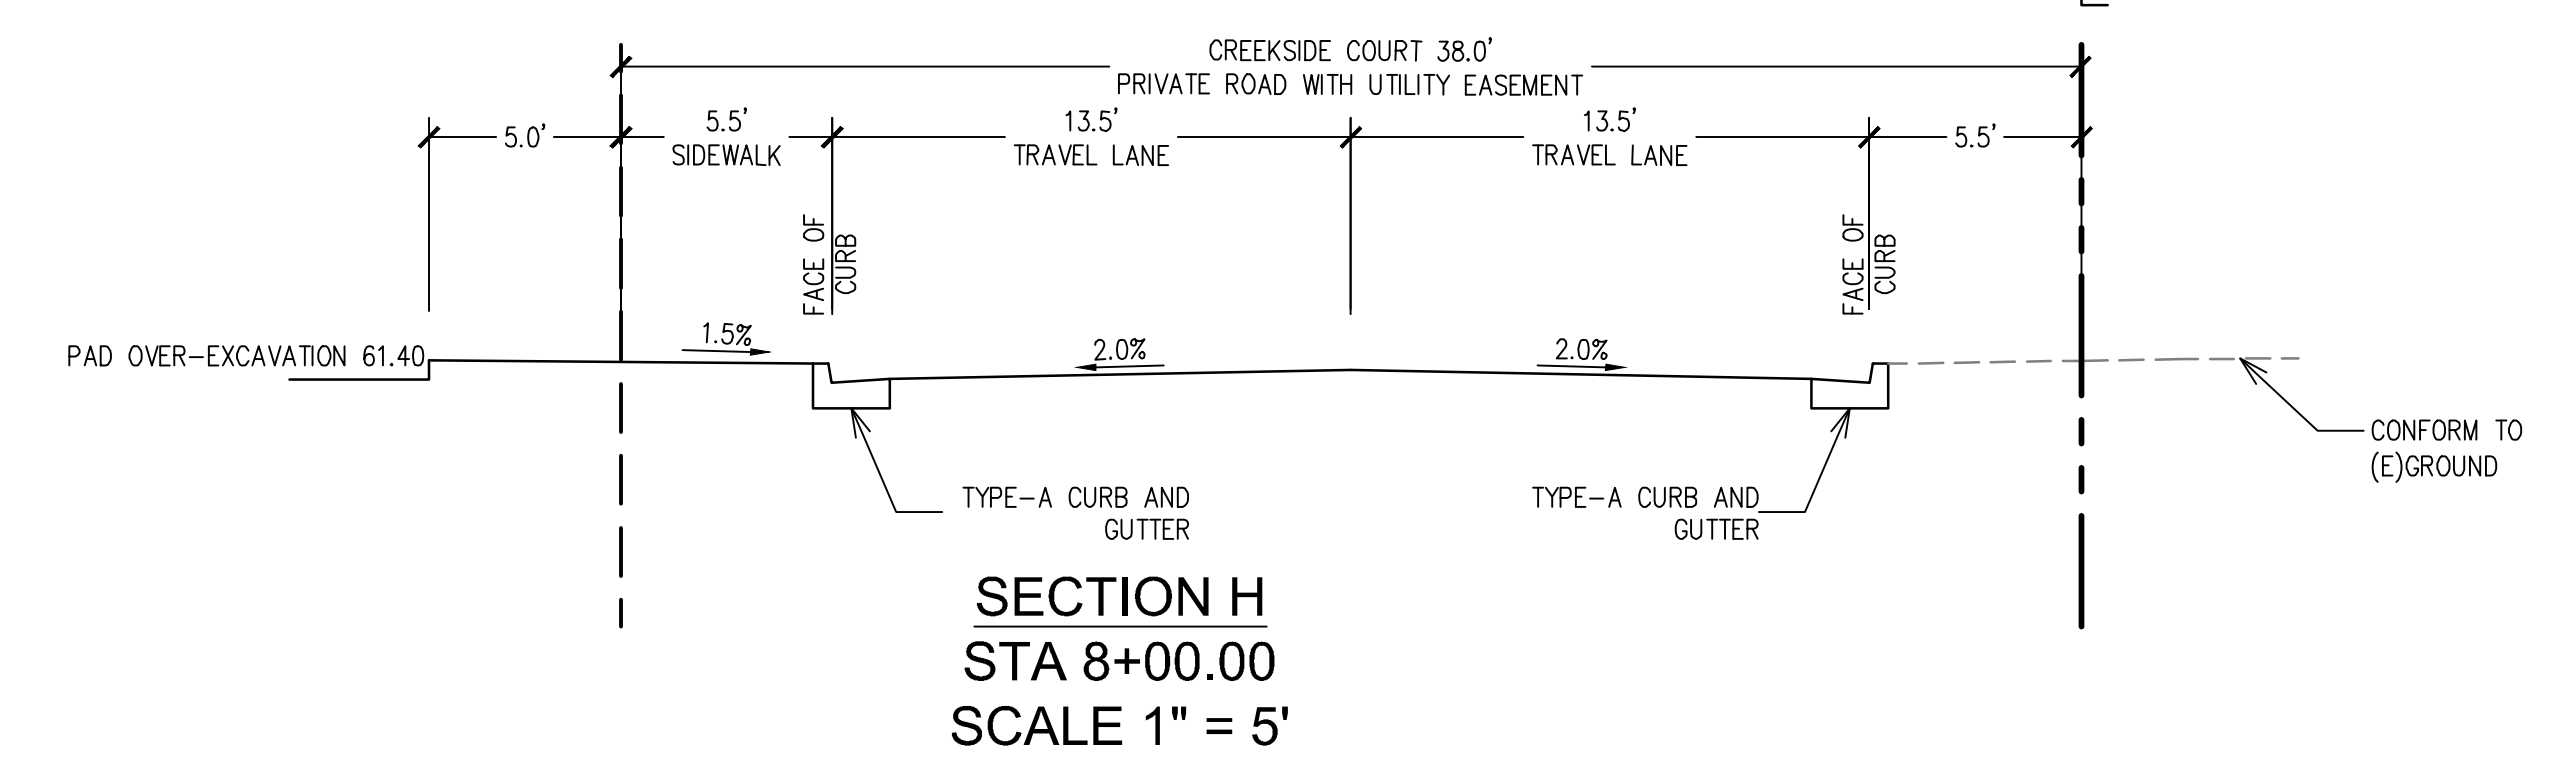 CREEKSIDE COURT 38.0'
PRIVATE ROAD WITH UTILITY EASEMENT
5.0'
5.5'
SIDEWALK
13.5'
TRAVEL LANE
13.5'
TRAVEL LANE
5.5'
FACE OF
CURB
FACE OF
CURB
PAD OVER-EXCAVATION 61.40
1.5%
2.0%
2.0%
CONFORM TO
(E)GROUND
TYPE-A CURB AND
GUTTER
TYPE-A CURB AND
GUTTER
SECTION H
STA 8+00.00
SCALE 1" = 5'